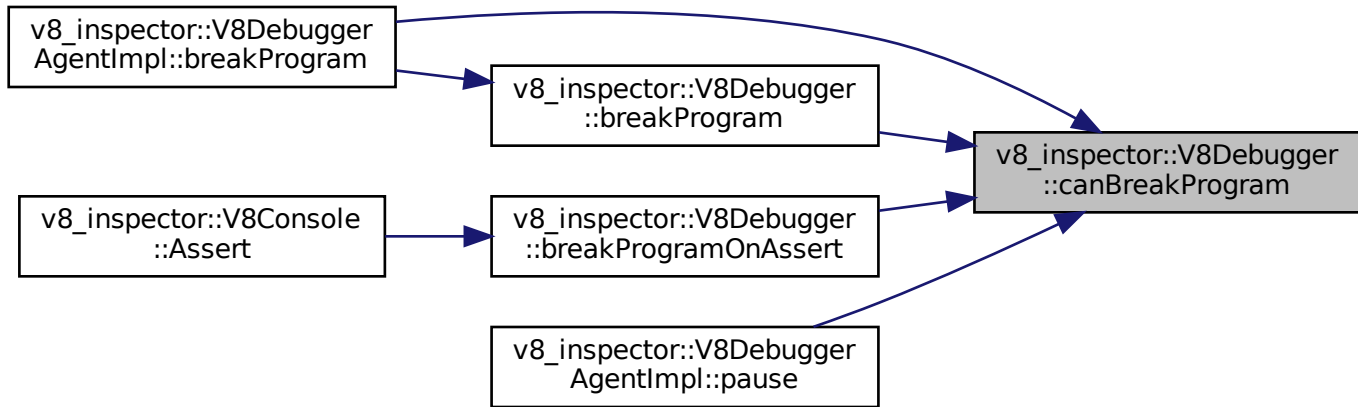 v8_inspector::V8Debugger
AgentImpl::breakProgram
v8_inspector::V8Debugger
::breakProgram
v8_inspector::V8Debugger
::canBreakProgram
v8_inspector::V8Console
::Assert
v8_inspector::V8Debugger
::breakProgramOnAssert
v8_inspector::V8Debugger
AgentImpl::pause